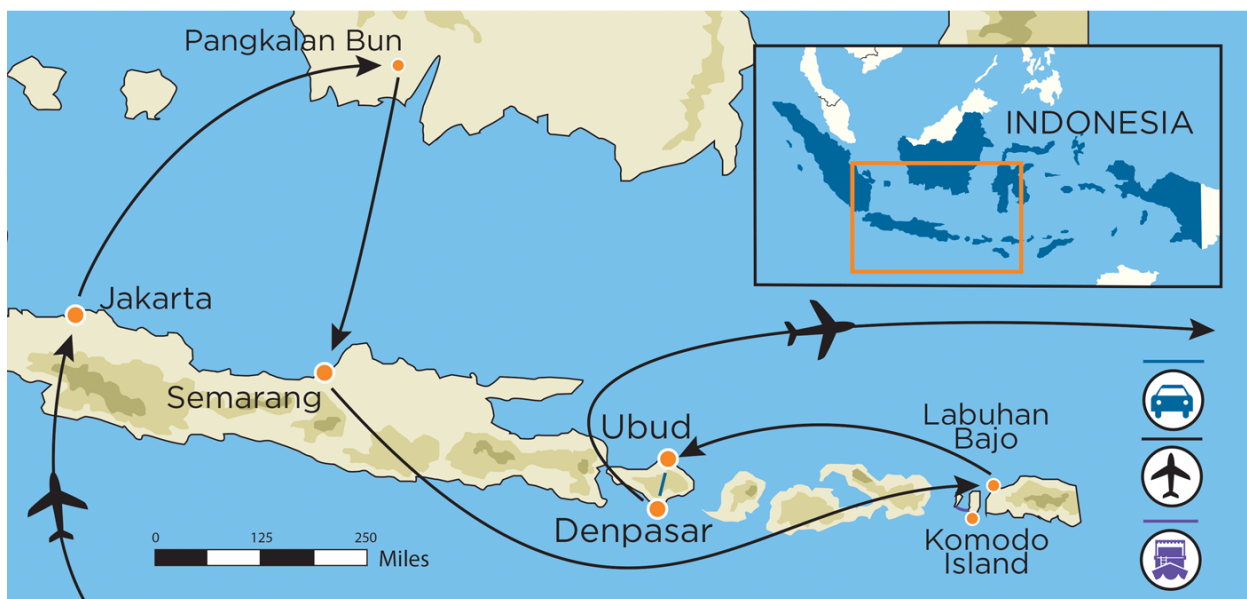 Pangkalan Bun
INDONESIA
Jakarta
Semarang
Ubud
Labuhan
Bajo
Denpasar
Komodo
Island
0 125 250
Miles